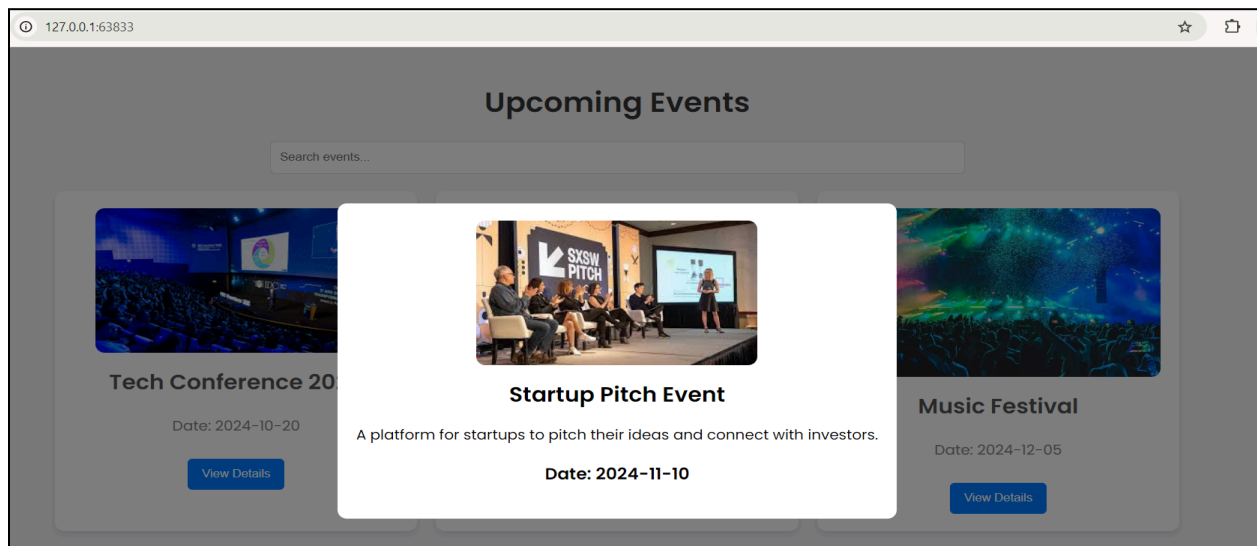 127.0.0.1:63833
Upcoming Events
Search events...
SXSW
PITCH
Startup Pitch Event
A platform for startups to pitch their ideas and connect with investors.
Date: 2024-11-10
Tech Conference 20
Date: 2024-10-20
View Details
Music Festival
Date: 2024-12-05
View Details